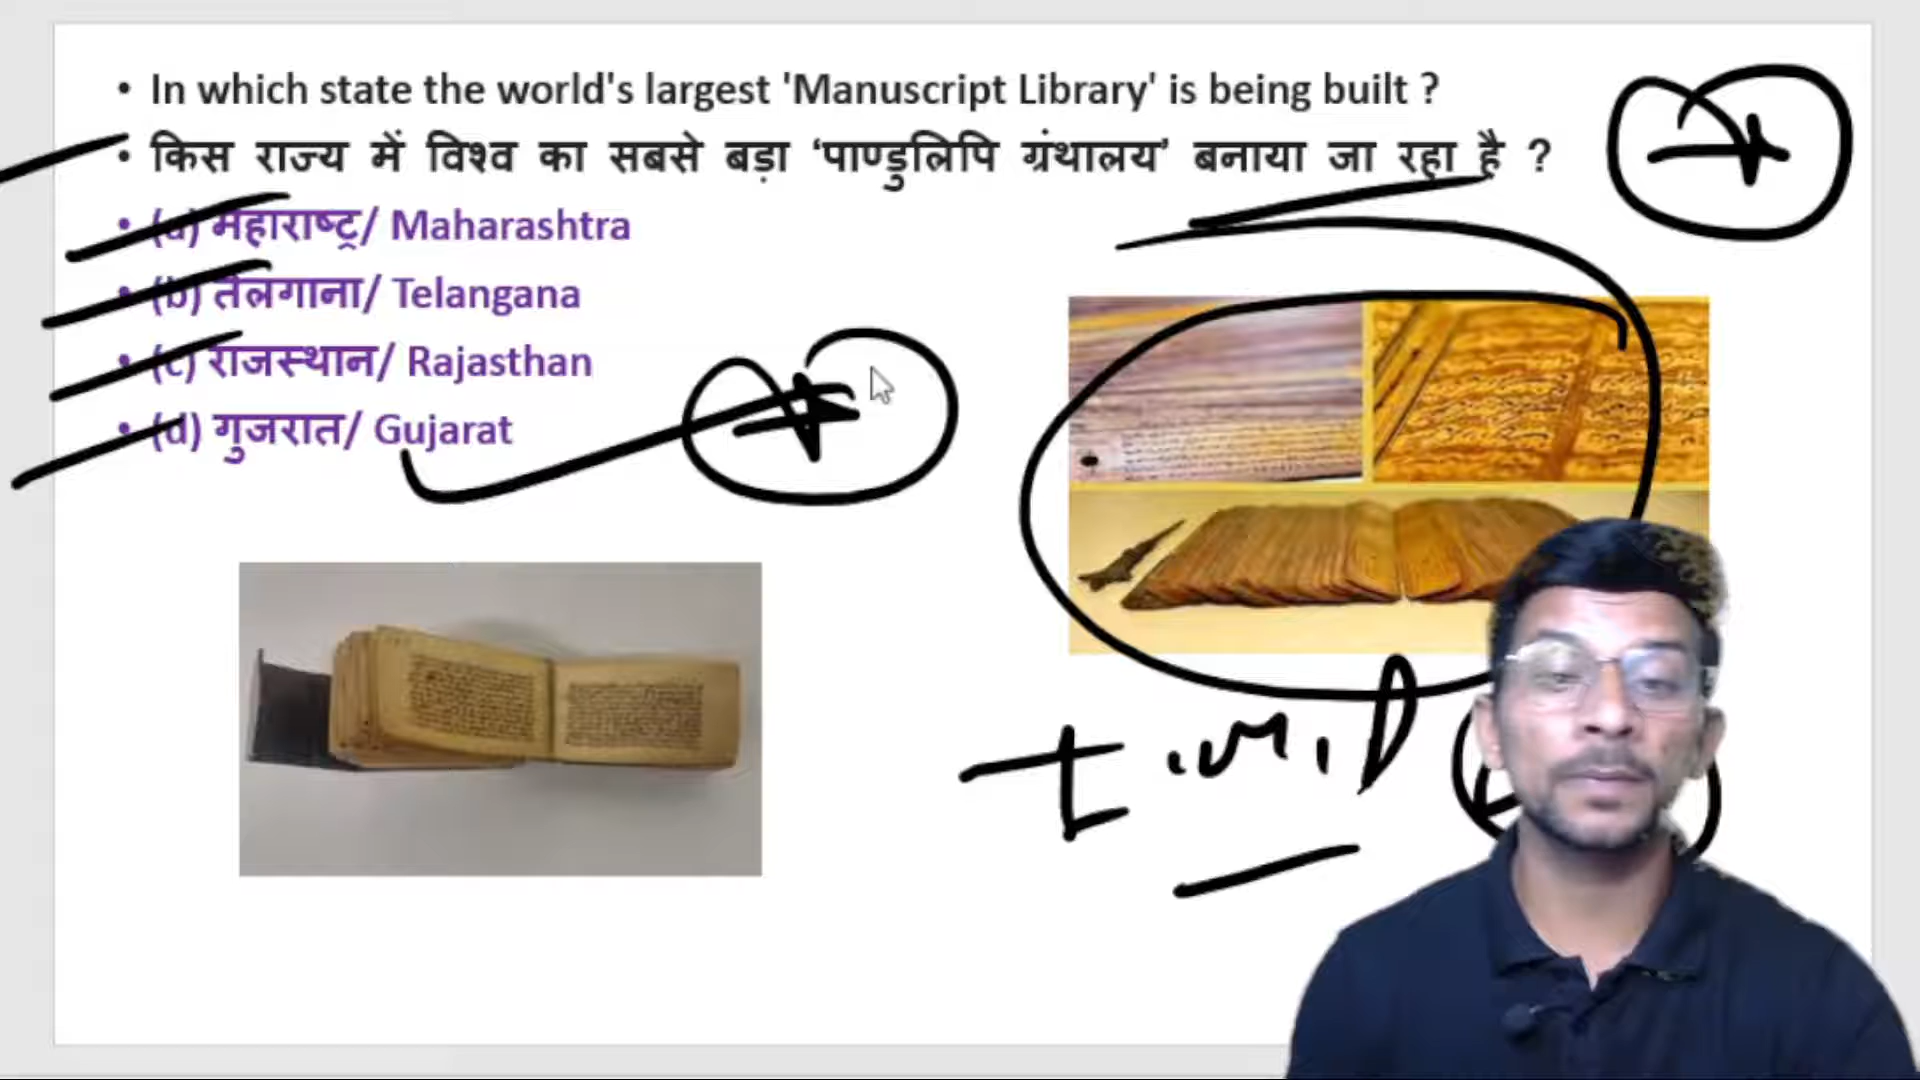 • In which state the world's largest 'Manuscript Library' is being built ?
• किस राज्य में विश्व का सबसे बड़ा ‘पाण्डुलिपि ग्रंथालय’ बनाया जा रहा है ?
• (a) महाराष्ट्र/ Maharashtra
• (b) तेलंगाना/ Telangana
• (c) राजस्थान/ Rajasthan
• (d) गुजरात/ Gujarat